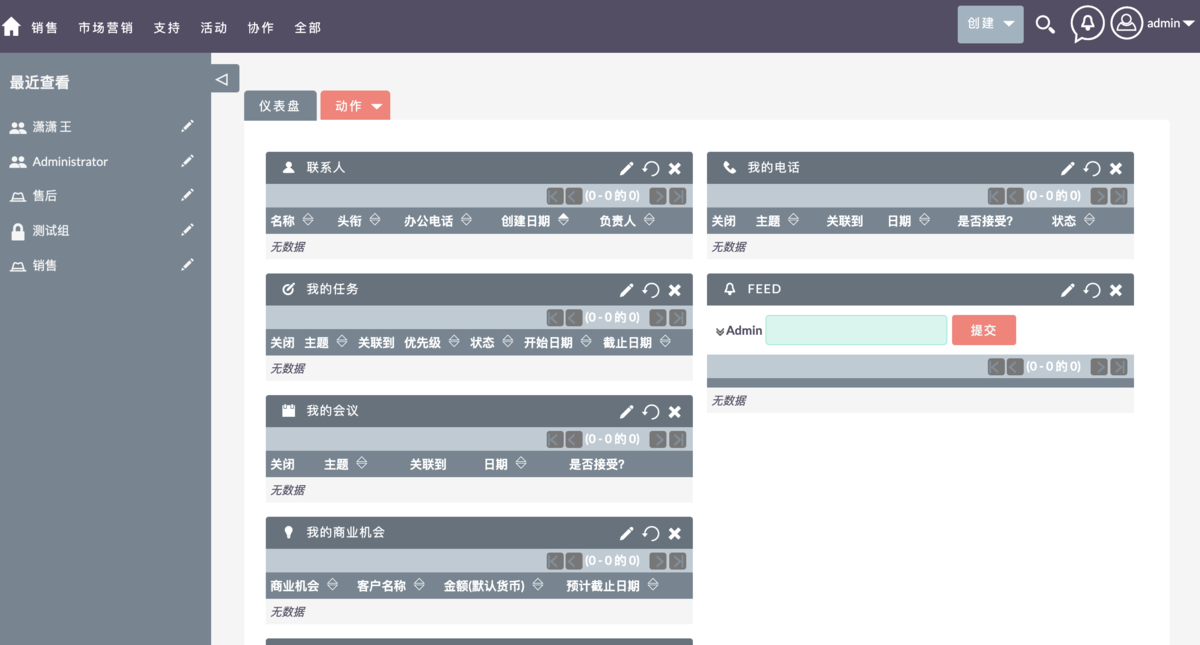 销售 市场营销 支持 活动 协作 全部 创建 admin
最近查看
潇潇 王
Administrator
售后
测试组
销售
仪表盘 动作
联系人
(0 - 0 的 0)
名称 头衔 办公电话 创建日期 负责人
无数据
我的任务
(0 - 0 的 0)
关闭 主题 关联到 优先级 状态 开始日期 截止日期
无数据
我的会议
(0 - 0 的 0)
关闭 主题 关联到 日期 是否接受?
无数据
我的商业机会
(0 - 0 的 0)
商业机会 客户名称 金额(默认货币) 预计截止日期
无数据
我的电话
(0 - 0 的 0)
关闭 主题 关联到 日期 是否接受? 状态
无数据
FEED
Admin 提交
(0 - 0 的 0)
无数据